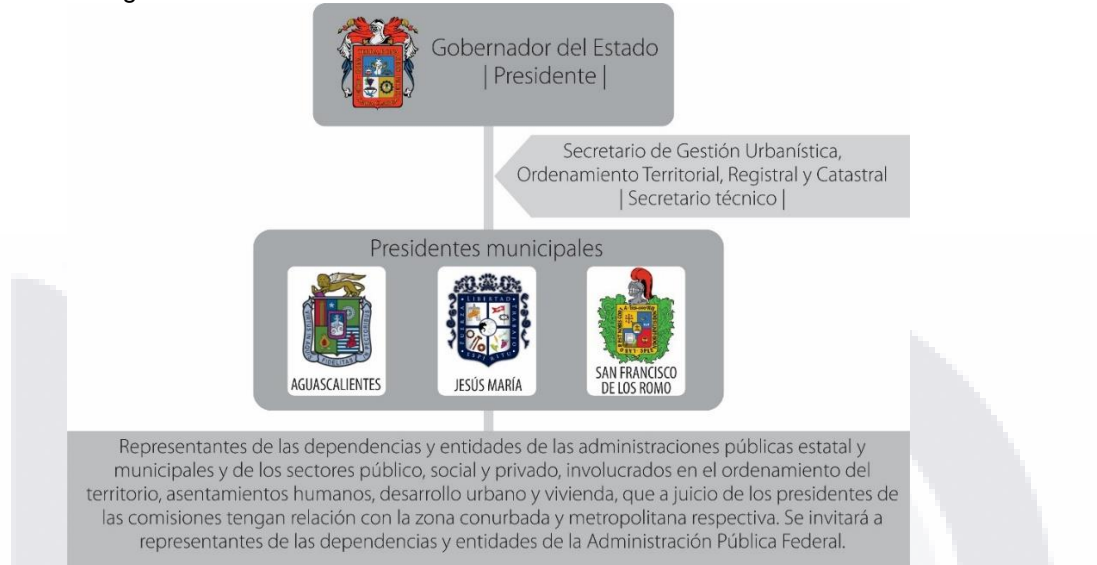 Gobernador del Estado
| Presidente |
Secretario de Gestión Urbanística,
Ordenamiento Territorial, Registral y Catastral
| Secretario técnico |
Presidentes municipales
AGUASCALIENTES
JESÚS MARÍA
SAN FRANCISCO
DE LOS ROMO
Representantes de las dependencias y entidades de las administraciones públicas estatal y
municipales y de los sectores público, social y privado, involucrados en el ordenamiento del
territorio, asentamientos humanos, desarrollo urbano y vivienda, que a juicio de los presidentes de
las comisiones tengan relación con la zona conurbada y metropolitana respectiva. Se invitará a
representantes de las dependencias y entidades de la Administración Pública Federal.